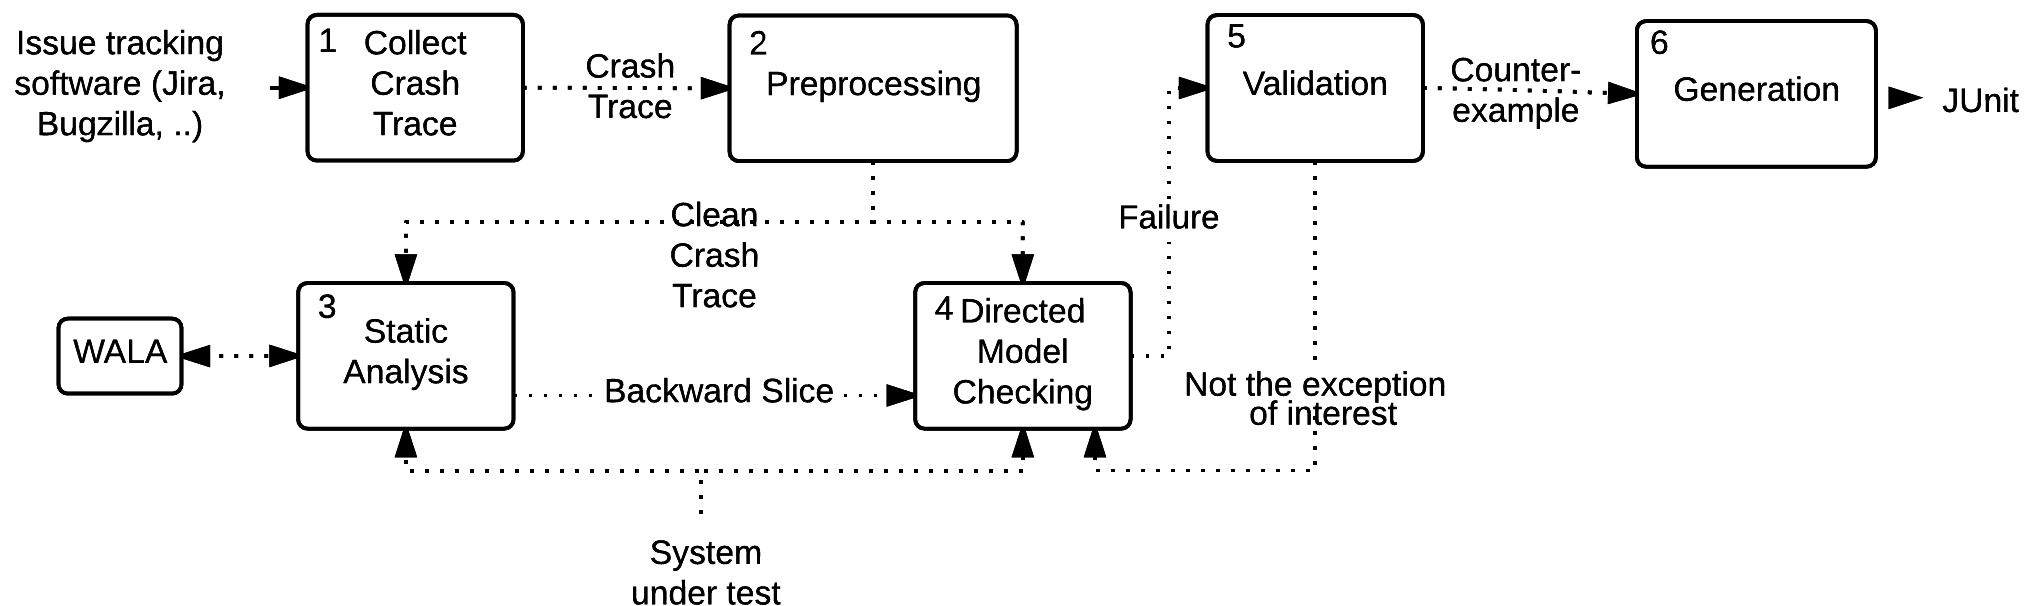 Issue tracking
software (Jira,
Bugzilla, ..)
1
Collect
Crash
Trace
Crash
Trace
2
Preprocessing
5
Validation
Counter-
example
6
Generation
JUnit
Clean
Crash
Trace
Failure
WALA
3
Static
Analysis
Backward Slice
4
Directed
Model
Checking
Not the exception
of interest
System
under test